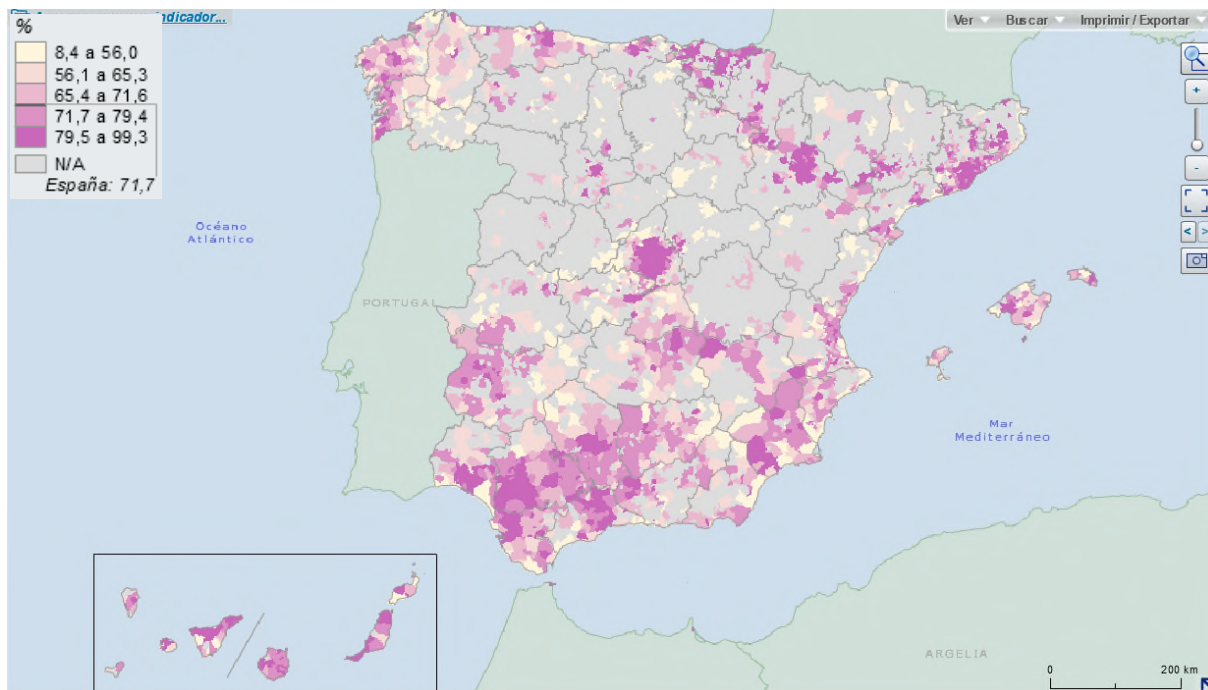 indicador...
%
8,4 a 56,0
56,1 a 65,3
65,4 a 71,6
71,7 a 79,4
79,5 a 99,3
N/A
España: 71,7
Ver Buscar Imprimir / Exportar
+
-
< >
Océano
Atlántico
PORTUGAL
Mar
Mediterráneo
ARGELIA
0 200 km